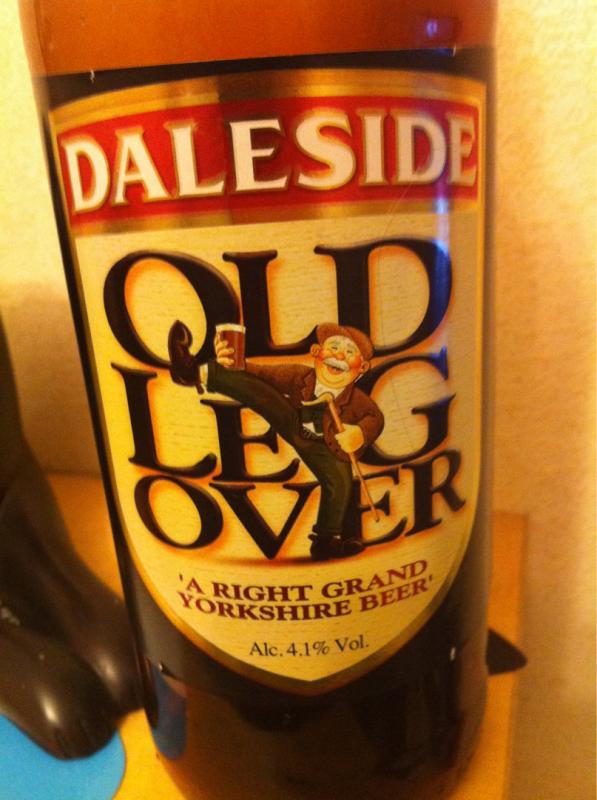 DALESIDE
OLD
LEG
OVER
'A RIGHT GRAND
YORKSHIRE BEER'
Alc. 4.1% Vol.